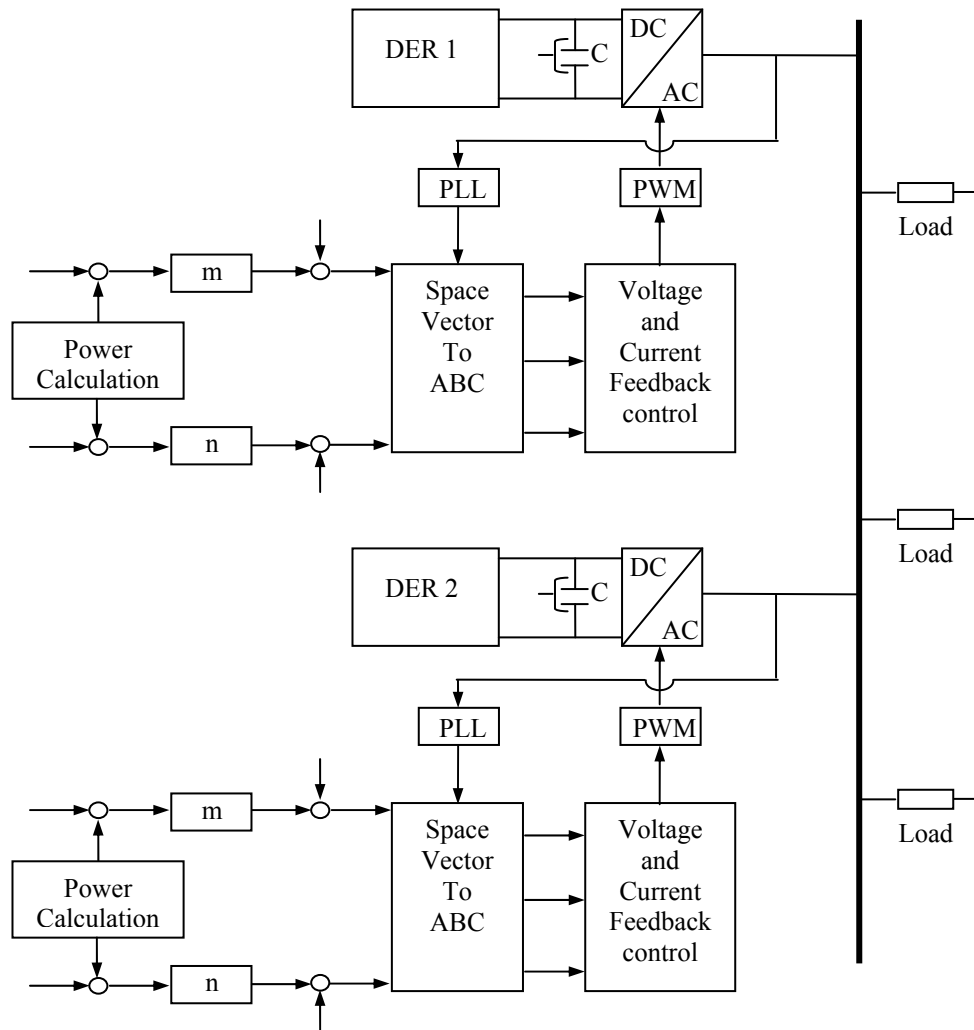 DER 1
C
DC
AC
PLL
PWM
Load
m
Space
Vector
To
ABC
Voltage
and
Current
Feedback
control
Power
Calculation
n
Load
DER 2
C
DC
AC
PLL
PWM
m
Space
Vector
To
ABC
Voltage
and
Current
Feedback
control
Load
Power
Calculation
n